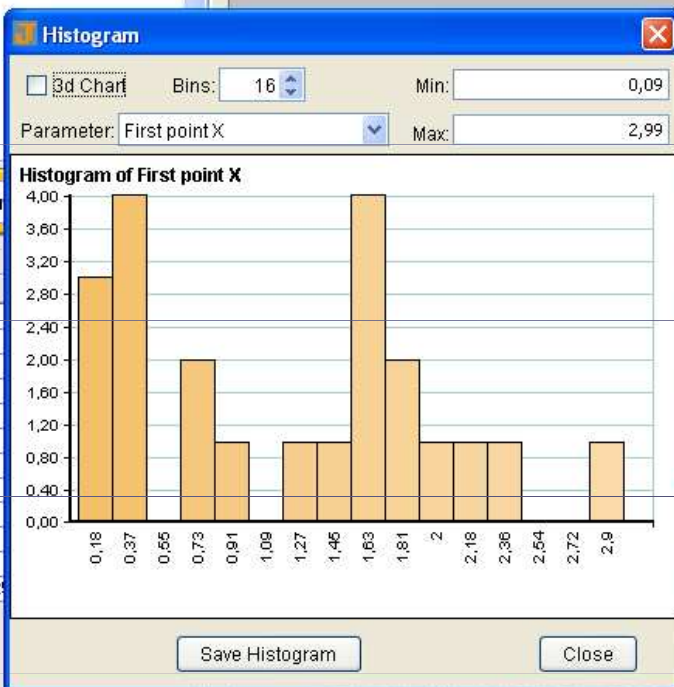 Histogram
3d Chart Bins: 16 Min: 0,09
Parameter: First point X Max: 2,99
Histogram of First point X
4,00
3,60
3,20
2,80
2,40
2,00
1,60
1,20
0,80
0,40
0,00
0,18 0,37 0,55 0,73 0,91 1,09 1,27 1,45 1,63 1,81 2 2,18 2,36 2,54 2,72 2,9
Save Histogram Close